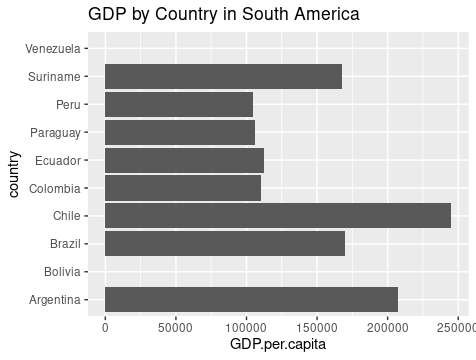 GDP by Country in South America
Venezuela
Suriname
Peru
Paraguay
Ecuador
Colombia
Chile
Brazil
Bolivia
Argentina
country
0 50000 100000 150000 200000 250000
GDP.per.capita